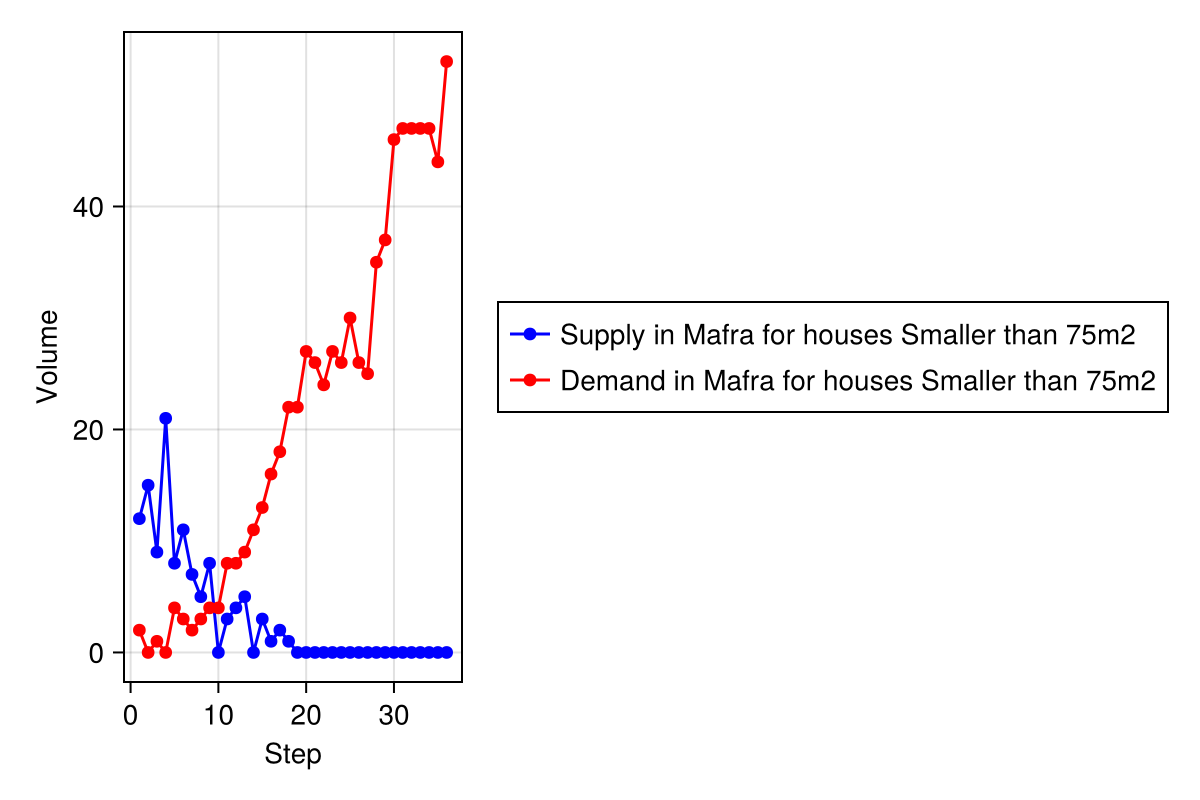 Volume
40
20
0
0 10 20 30
Step
Supply in Mafra for houses Smaller than 75m2
Demand in Mafra for houses Smaller than 75m2